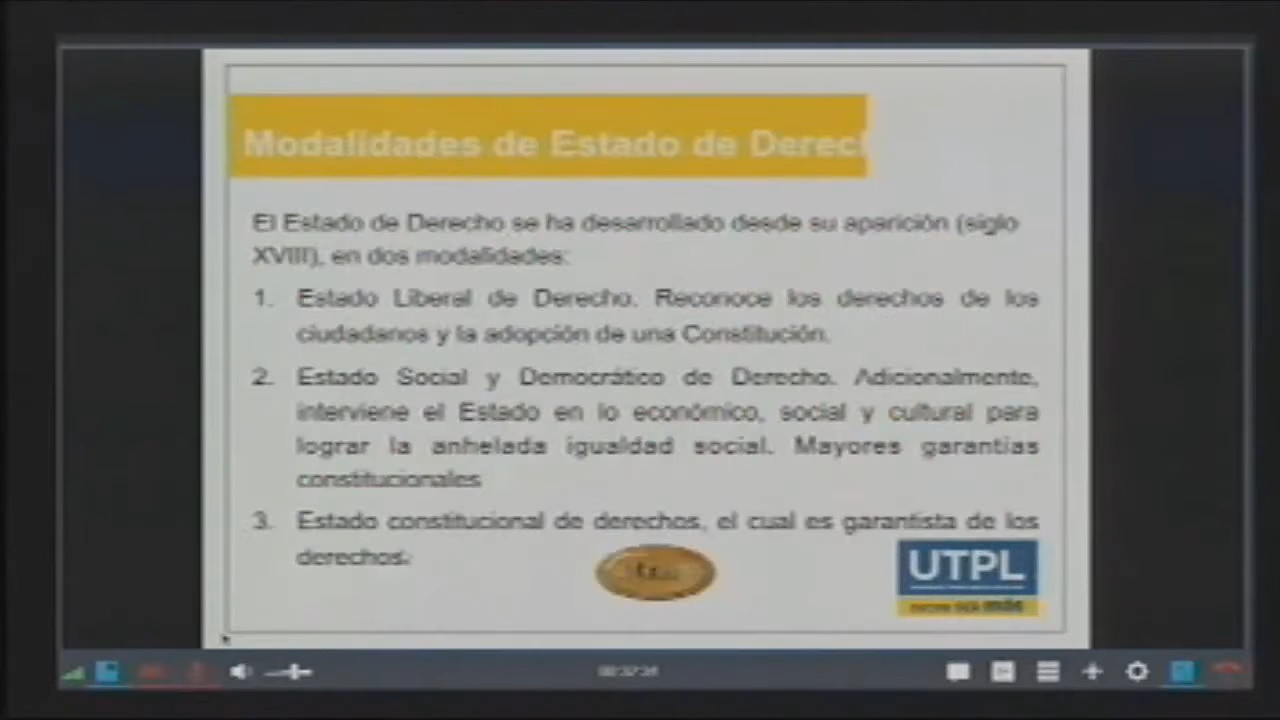 Modalidades de Estado de Derech
El Estado de Derecho se ha desarrollado desde su aparición (siglo
XVIII), en dos modalidades:
1. Estado Liberal de Derecho. Reconoce los derechos de los
ciudadanos y la adopción de una Constitución.
2. Estado Social y Democrático de Derecho. Adicionalmente,
interviene el Estado en lo económico, social y cultural para
lograr la anhelada igualdad social. Mayores garantías
constitucionales
3. Estado constitucional de derechos, el cual es garantista de los
derechos.
UTPL
más